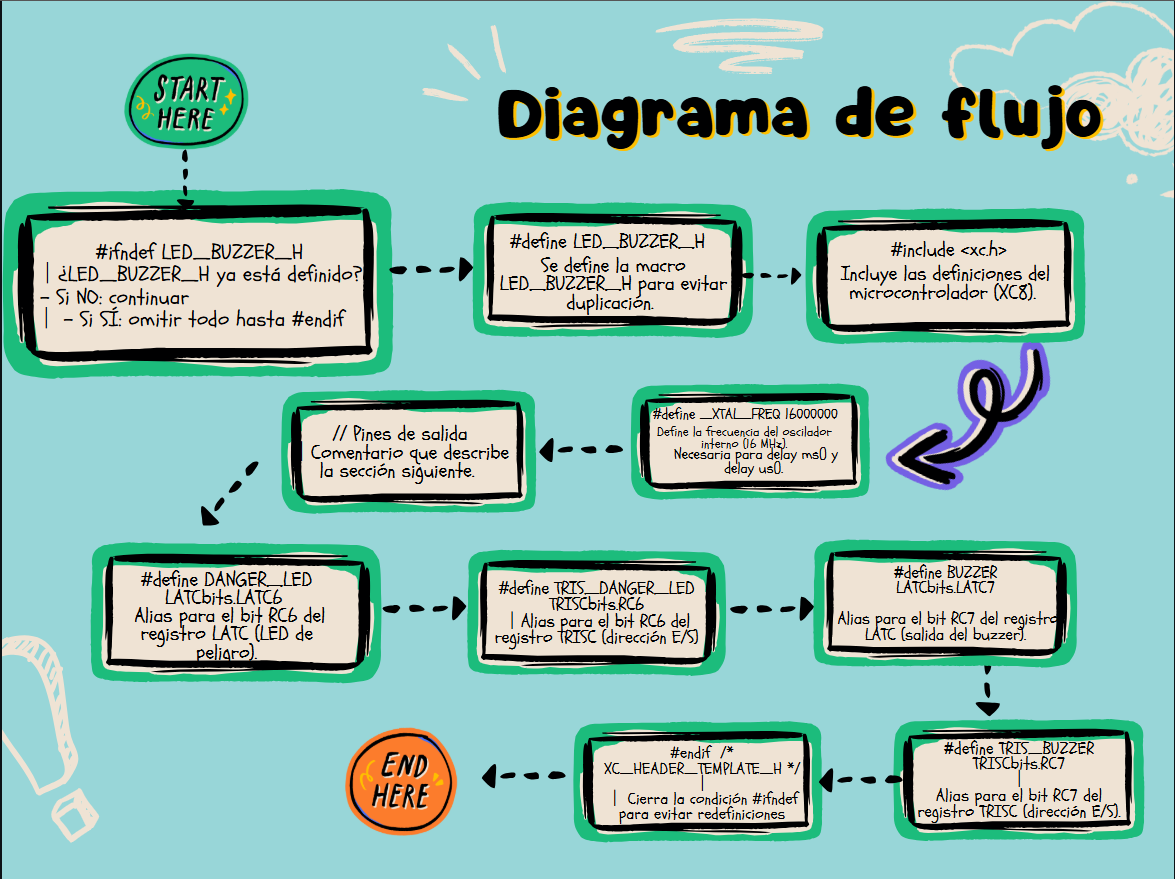 START
HERE
Diagrama de flujo
#ifndef LED__BUZZER__H
| ¿LED__BUZZER__H ya está definido?
- Si NO: continuar
| - Si SÍ: omitir todo hasta #endif
#define LED__BUZZER__H
Se define la macro
LED__BUZZER__H para evitar
duplicación.
#include <xc.h>
Incluye las definiciones del
microcontrolador (XC8).
#define __XTAL_FREQ 16000000
Define la frecuencia del oscilador
interno (16 MHz).
Necesaria para delay ms() y
delay us().
// Pines de salida
Comentario que describe
la sección siguiente.
#define DANGER__LED
LATCbits.LATC6
Alias para el bit RC6 del
registro LATC (LED de
peligro).
#define TRIS__DANGER__LED
TRISCbits.RC6
| Alias para el bit RC6 del
registro TRISC (dirección E/S)
#define BUZZER
LATCbits.LATC7
Alias para el bit RC7 del registro
LATC (salida del buzzer).
#define TRIS__BUZZER
TRISCbits.RC7
|
Alias para el bit RC7 del
registro TRISC (dirección E/S).
#endif /*
XC__HEADER__TEMPLATE__H */
|
| Cierra la condición #ifndef
para evitar redefiniciones
END
HERE